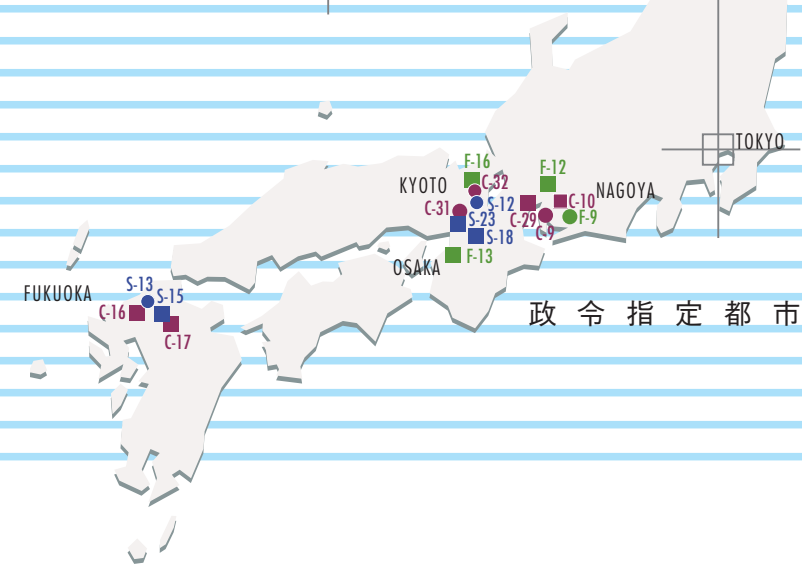 TOKYO
F-16
F-12
KYOTO
C-32
NAGOYA
C-10
S-12
C-31
C-29
F-9
S-23
C-9
S-18
F-13
OSAKA
FUKUOKA
S-13
S-15
C-16
C-17
政令指定都市